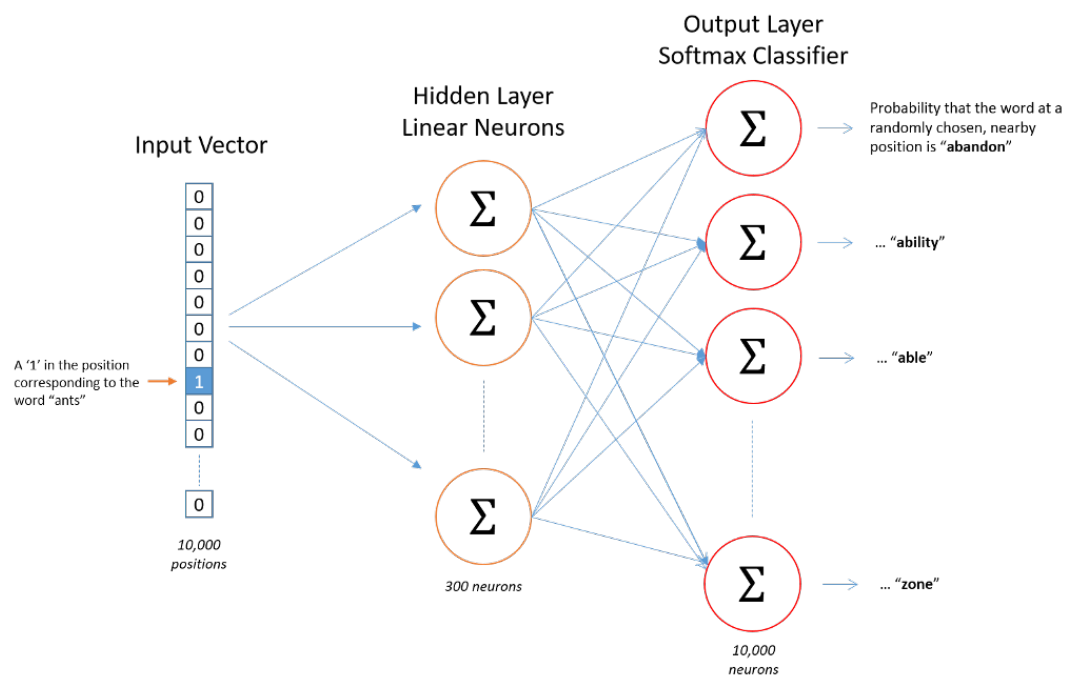 Output Layer
Softmax Classifier
Hidden Layer
Linear Neurons
Input Vector
Probability that the word at a
randomly chosen, nearby
position is “abandon”
... “ability”
... “able”
... “zone”
A ‘1’ in the position
corresponding to the
word “ants”
0
0
0
0
0
0
0
1
0
0
0
10,000
positions
Σ
Σ
Σ
300 neurons
Σ
Σ
Σ
Σ
10,000
neurons